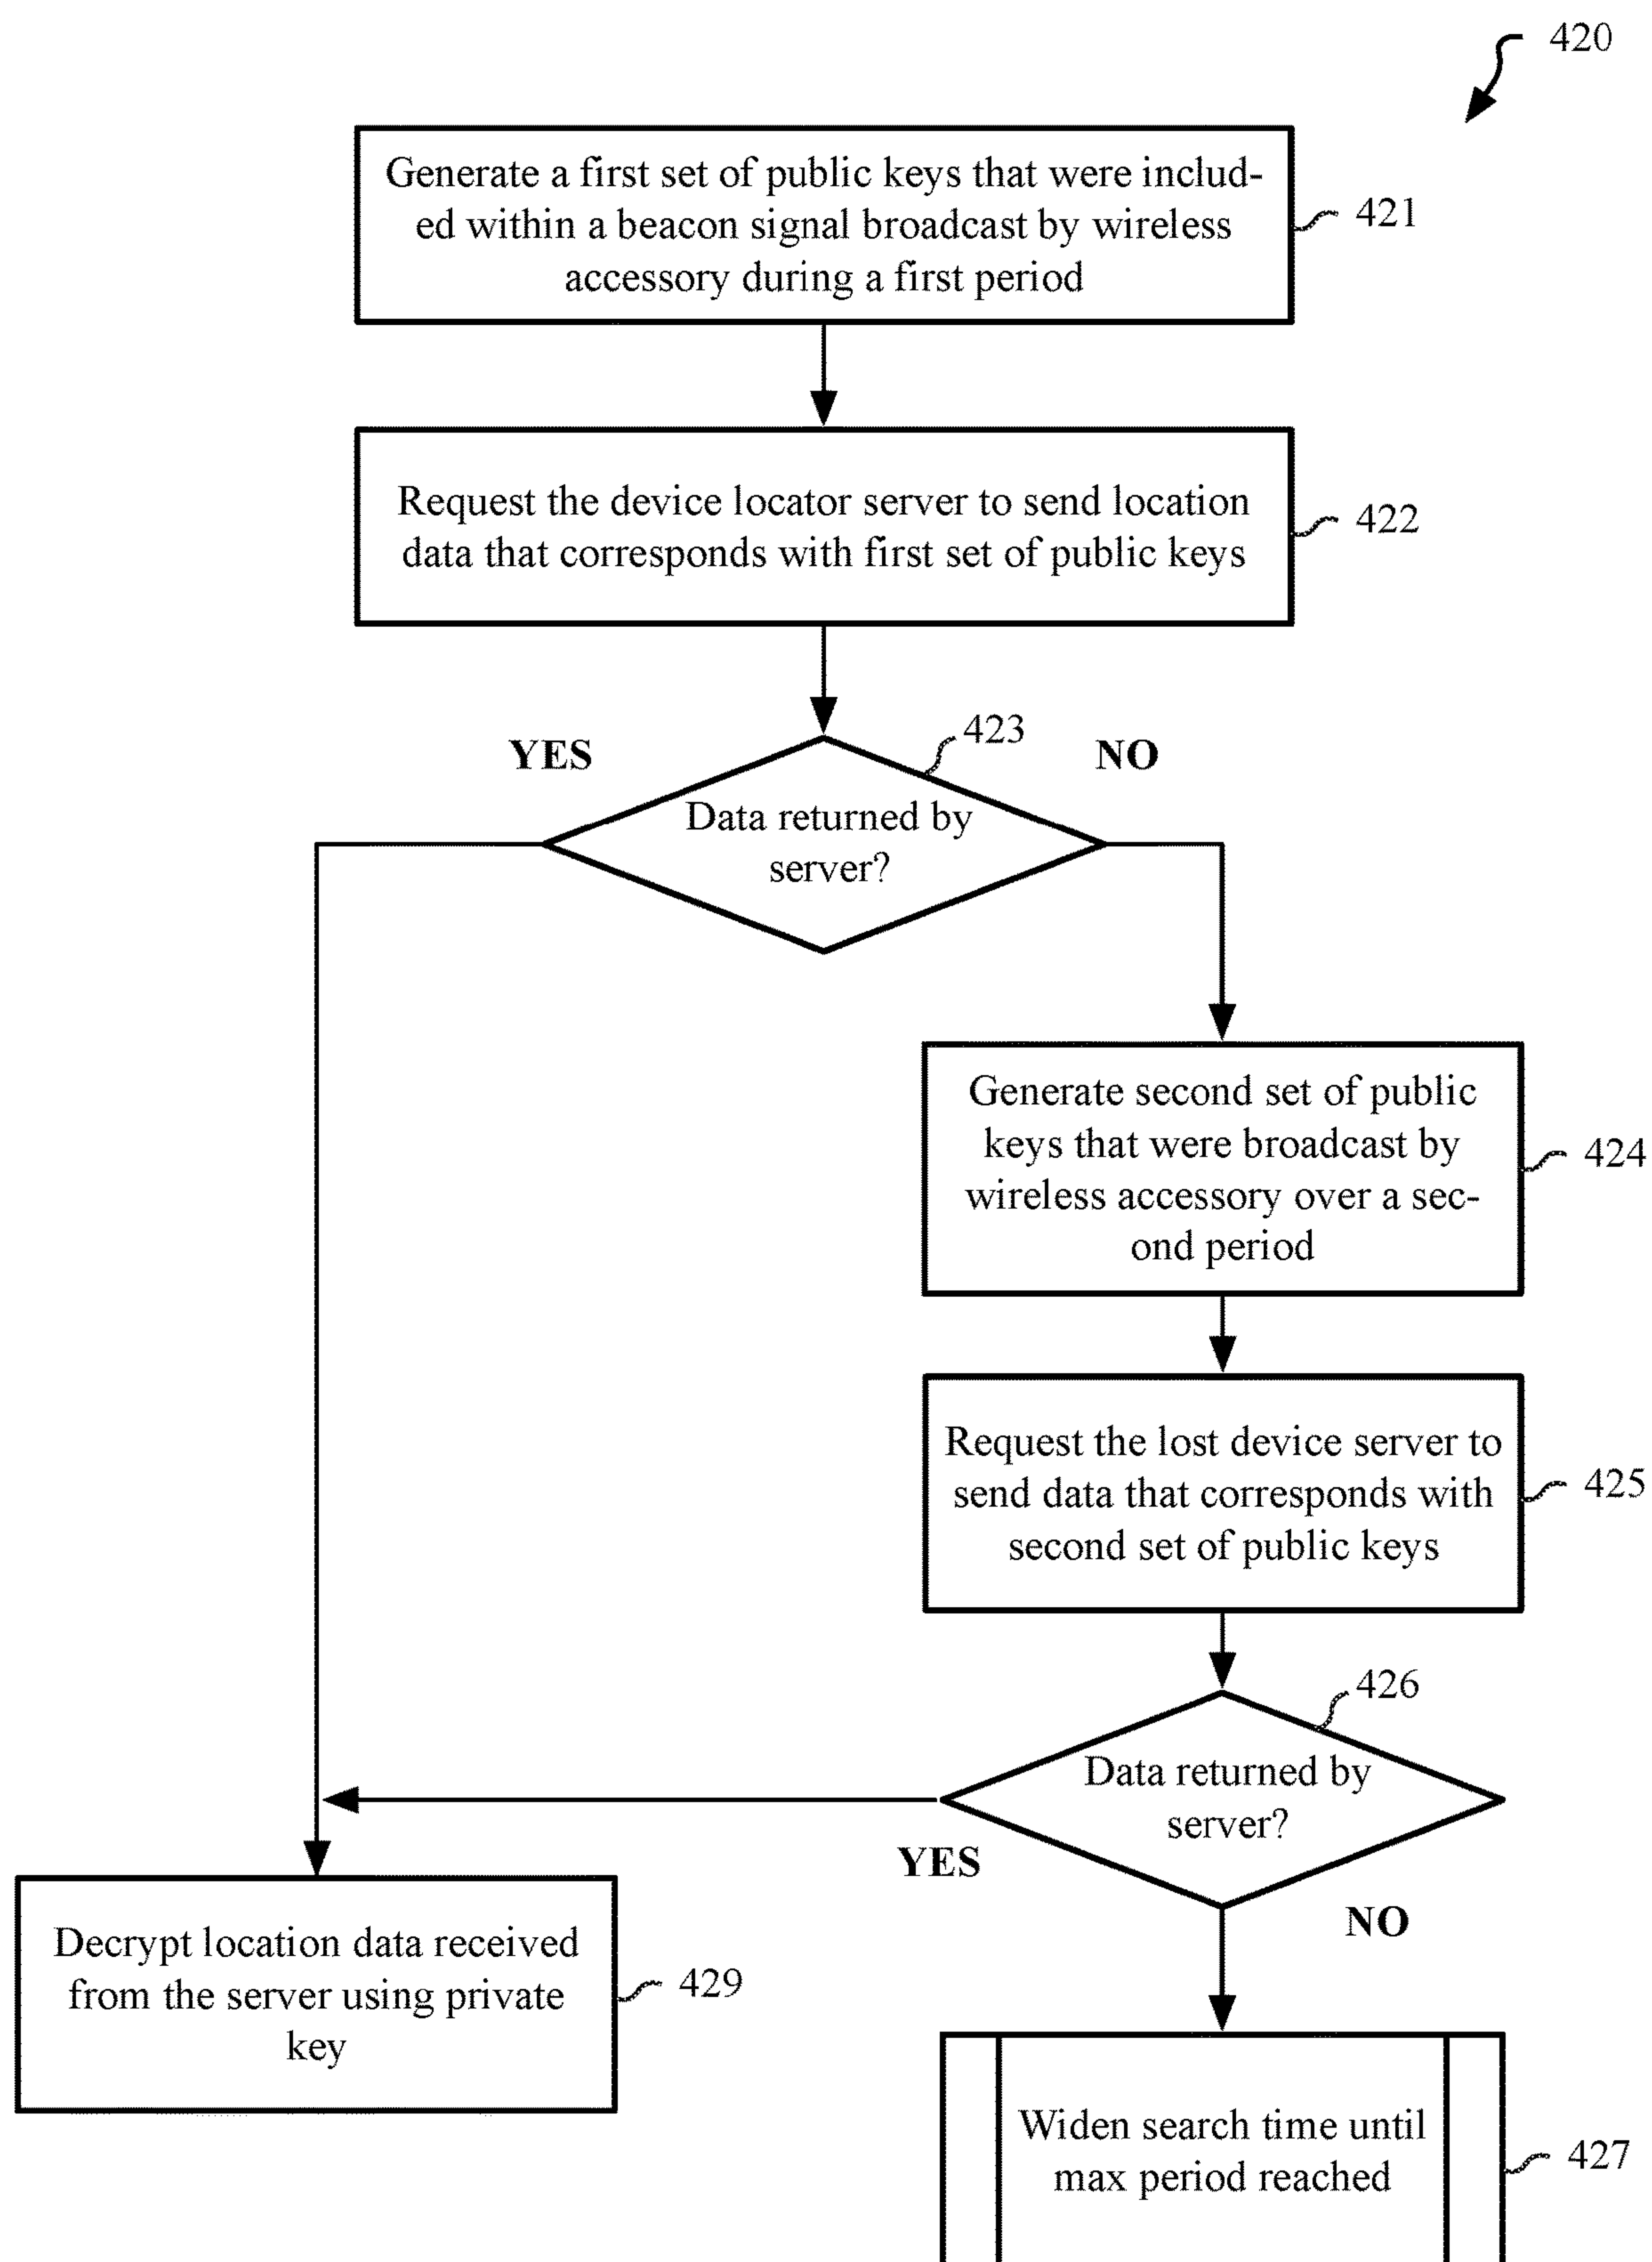 420
Generate a first set of public keys that were includ-
ed within a beacon signal broadcast by wireless
accessory during a first period
421
Request the device locator server to send location
data that corresponds with first set of public keys
422
423
YES
NO
Data returned by
server?
Generate second set of public
keys that were broadcast by
wireless accessory over a sec-
ond period
424
Request the lost device server to
send data that corresponds with
second set of public keys
425
426
Data returned by
server?
YES
NO
Decrypt location data received
from the server using private
key
429
Widen search time until
max period reached
427